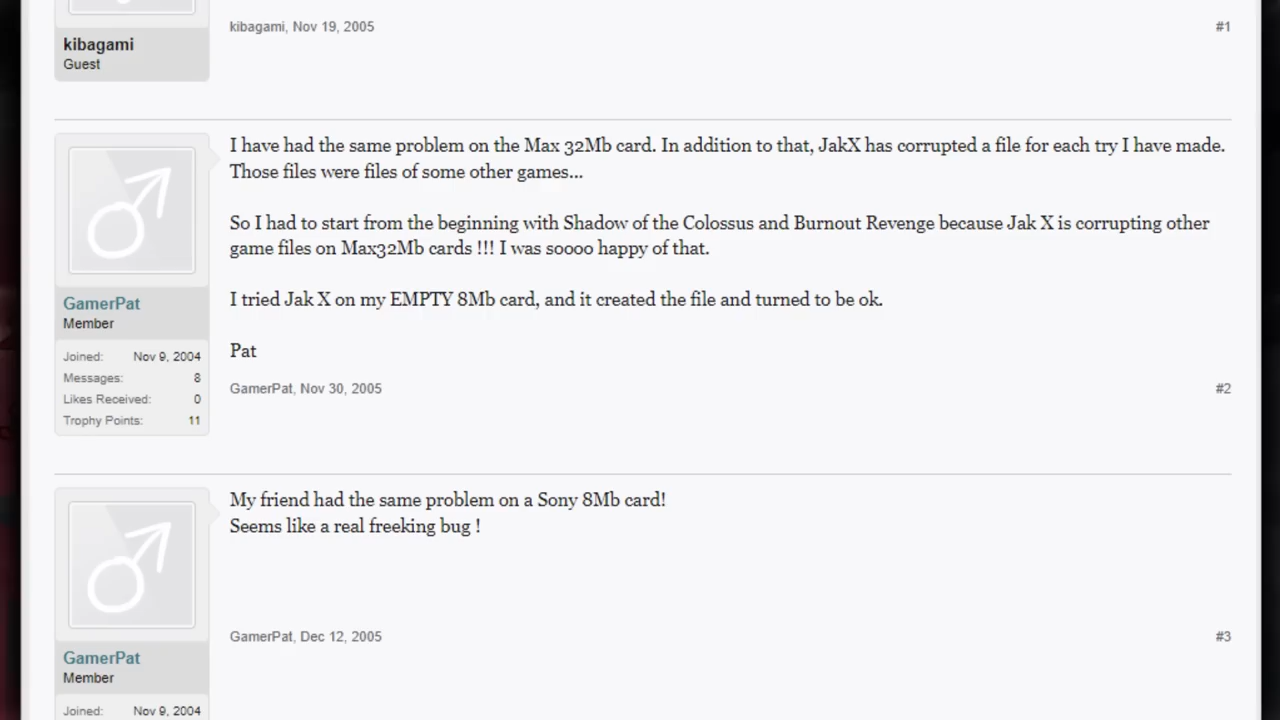 kibagami, Nov 19, 2005 #1
kibagami
Guest
I have had the same problem on the Max 32Mb card. In addition to that, JakX has corrupted a file for each try I have made.
Those files were files of some other games...
So I had to start from the beginning with Shadow of the Colossus and Burnout Revenge because Jak X is corrupting other
game files on Max32Mb cards !!! I was soooo happy of that.
I tried Jak X on my EMPTY 8Mb card, and it created the file and turned to be ok.
Pat
GamerPat
Member
Joined: Nov 9, 2004
Messages: 8
Likes Received: 0
Trophy Points: 11
GamerPat, Nov 30, 2005 #2
My friend had the same problem on a Sony 8Mb card!
Seems like a real freeking bug !
GamerPat, Dec 12, 2005 #3
GamerPat
Member
Joined: Nov 9, 2004